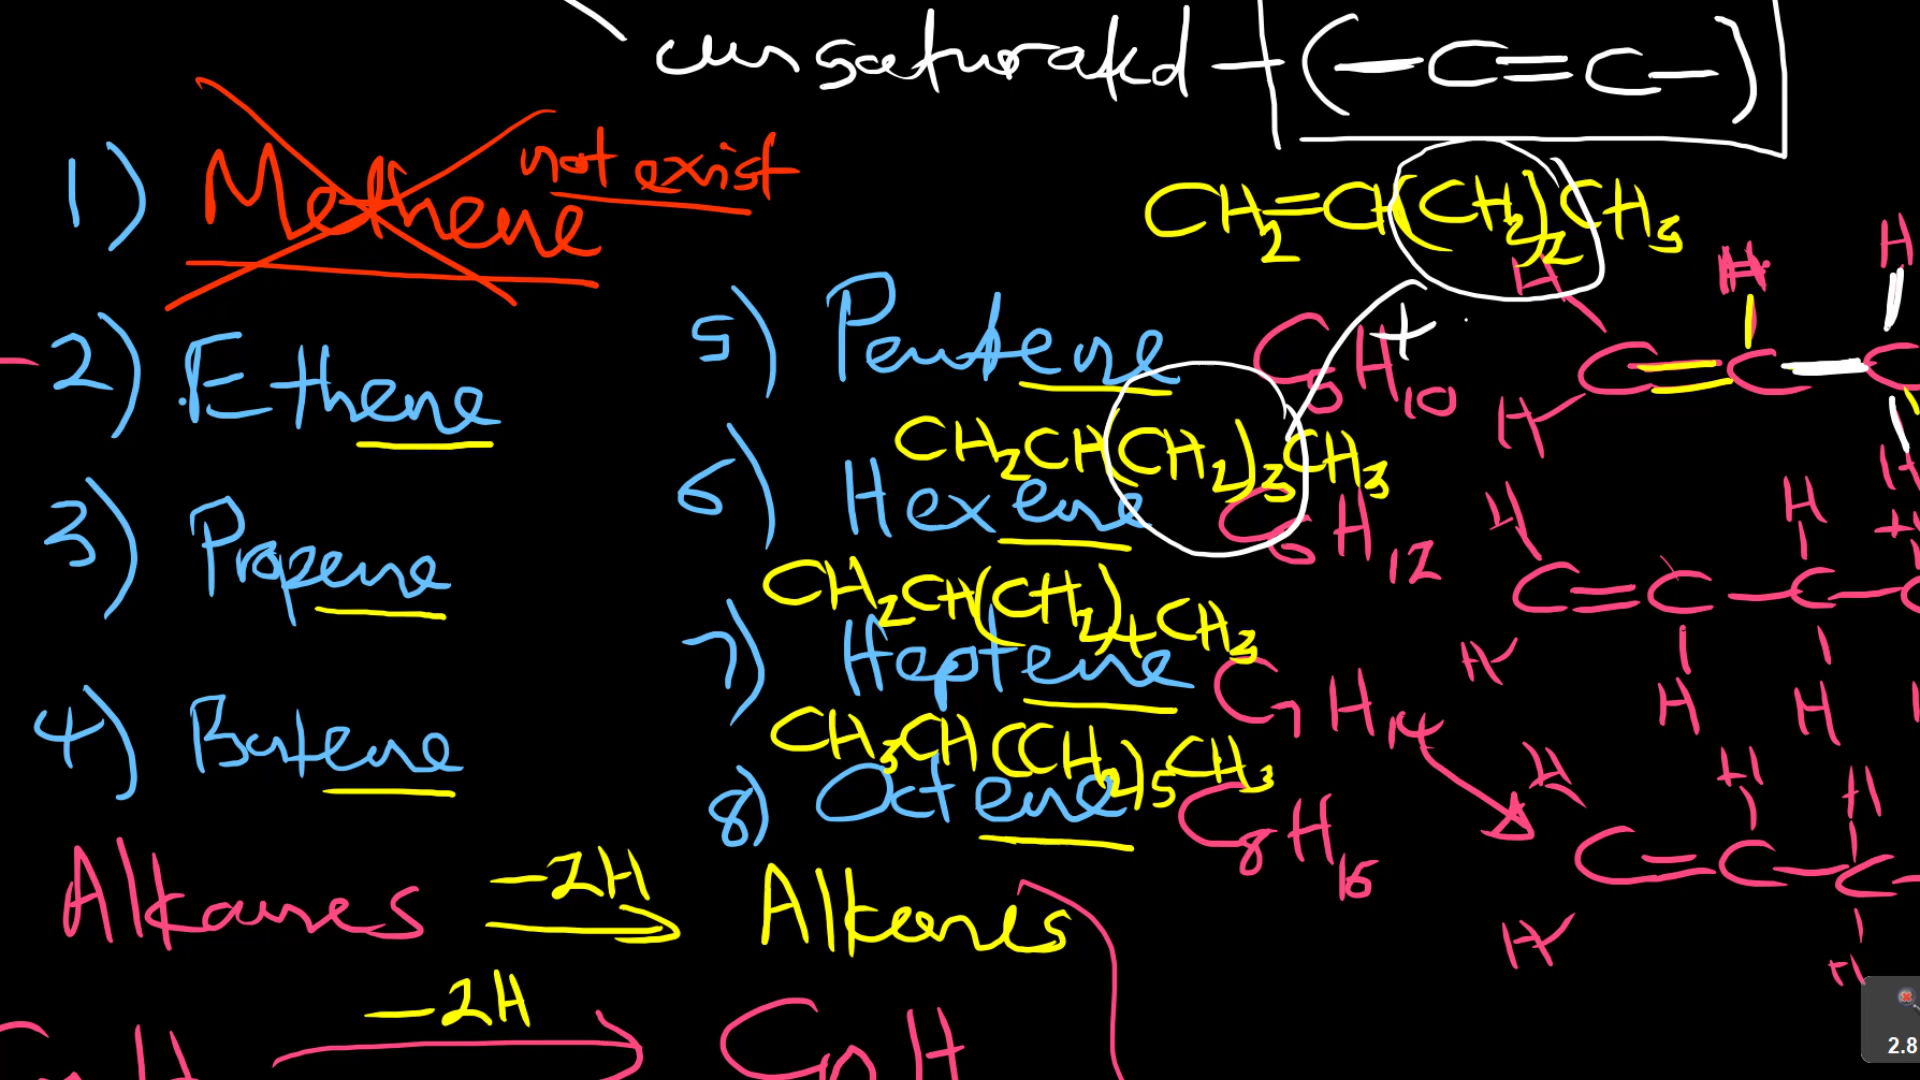 unsaturated - (-C=C-)
1) Methene not exist
CH2=CH(CH2)2CH3
2) Ethene
3) Propene
4) Butene
5) Pentene C5H10
CH2CH(CH2)3CH3
6) Hexene C6H12
CH2CH(CH2)4CH3
7) Heptene C7H14
CH3CH(CH2)5CH3
8) Octene C8H16
Alkanes -2H Alkenes
-2H
H H H
C=C-C
H H
H H
C=C-C-C
H H H
H H H
C=C-C-
H H
2.8